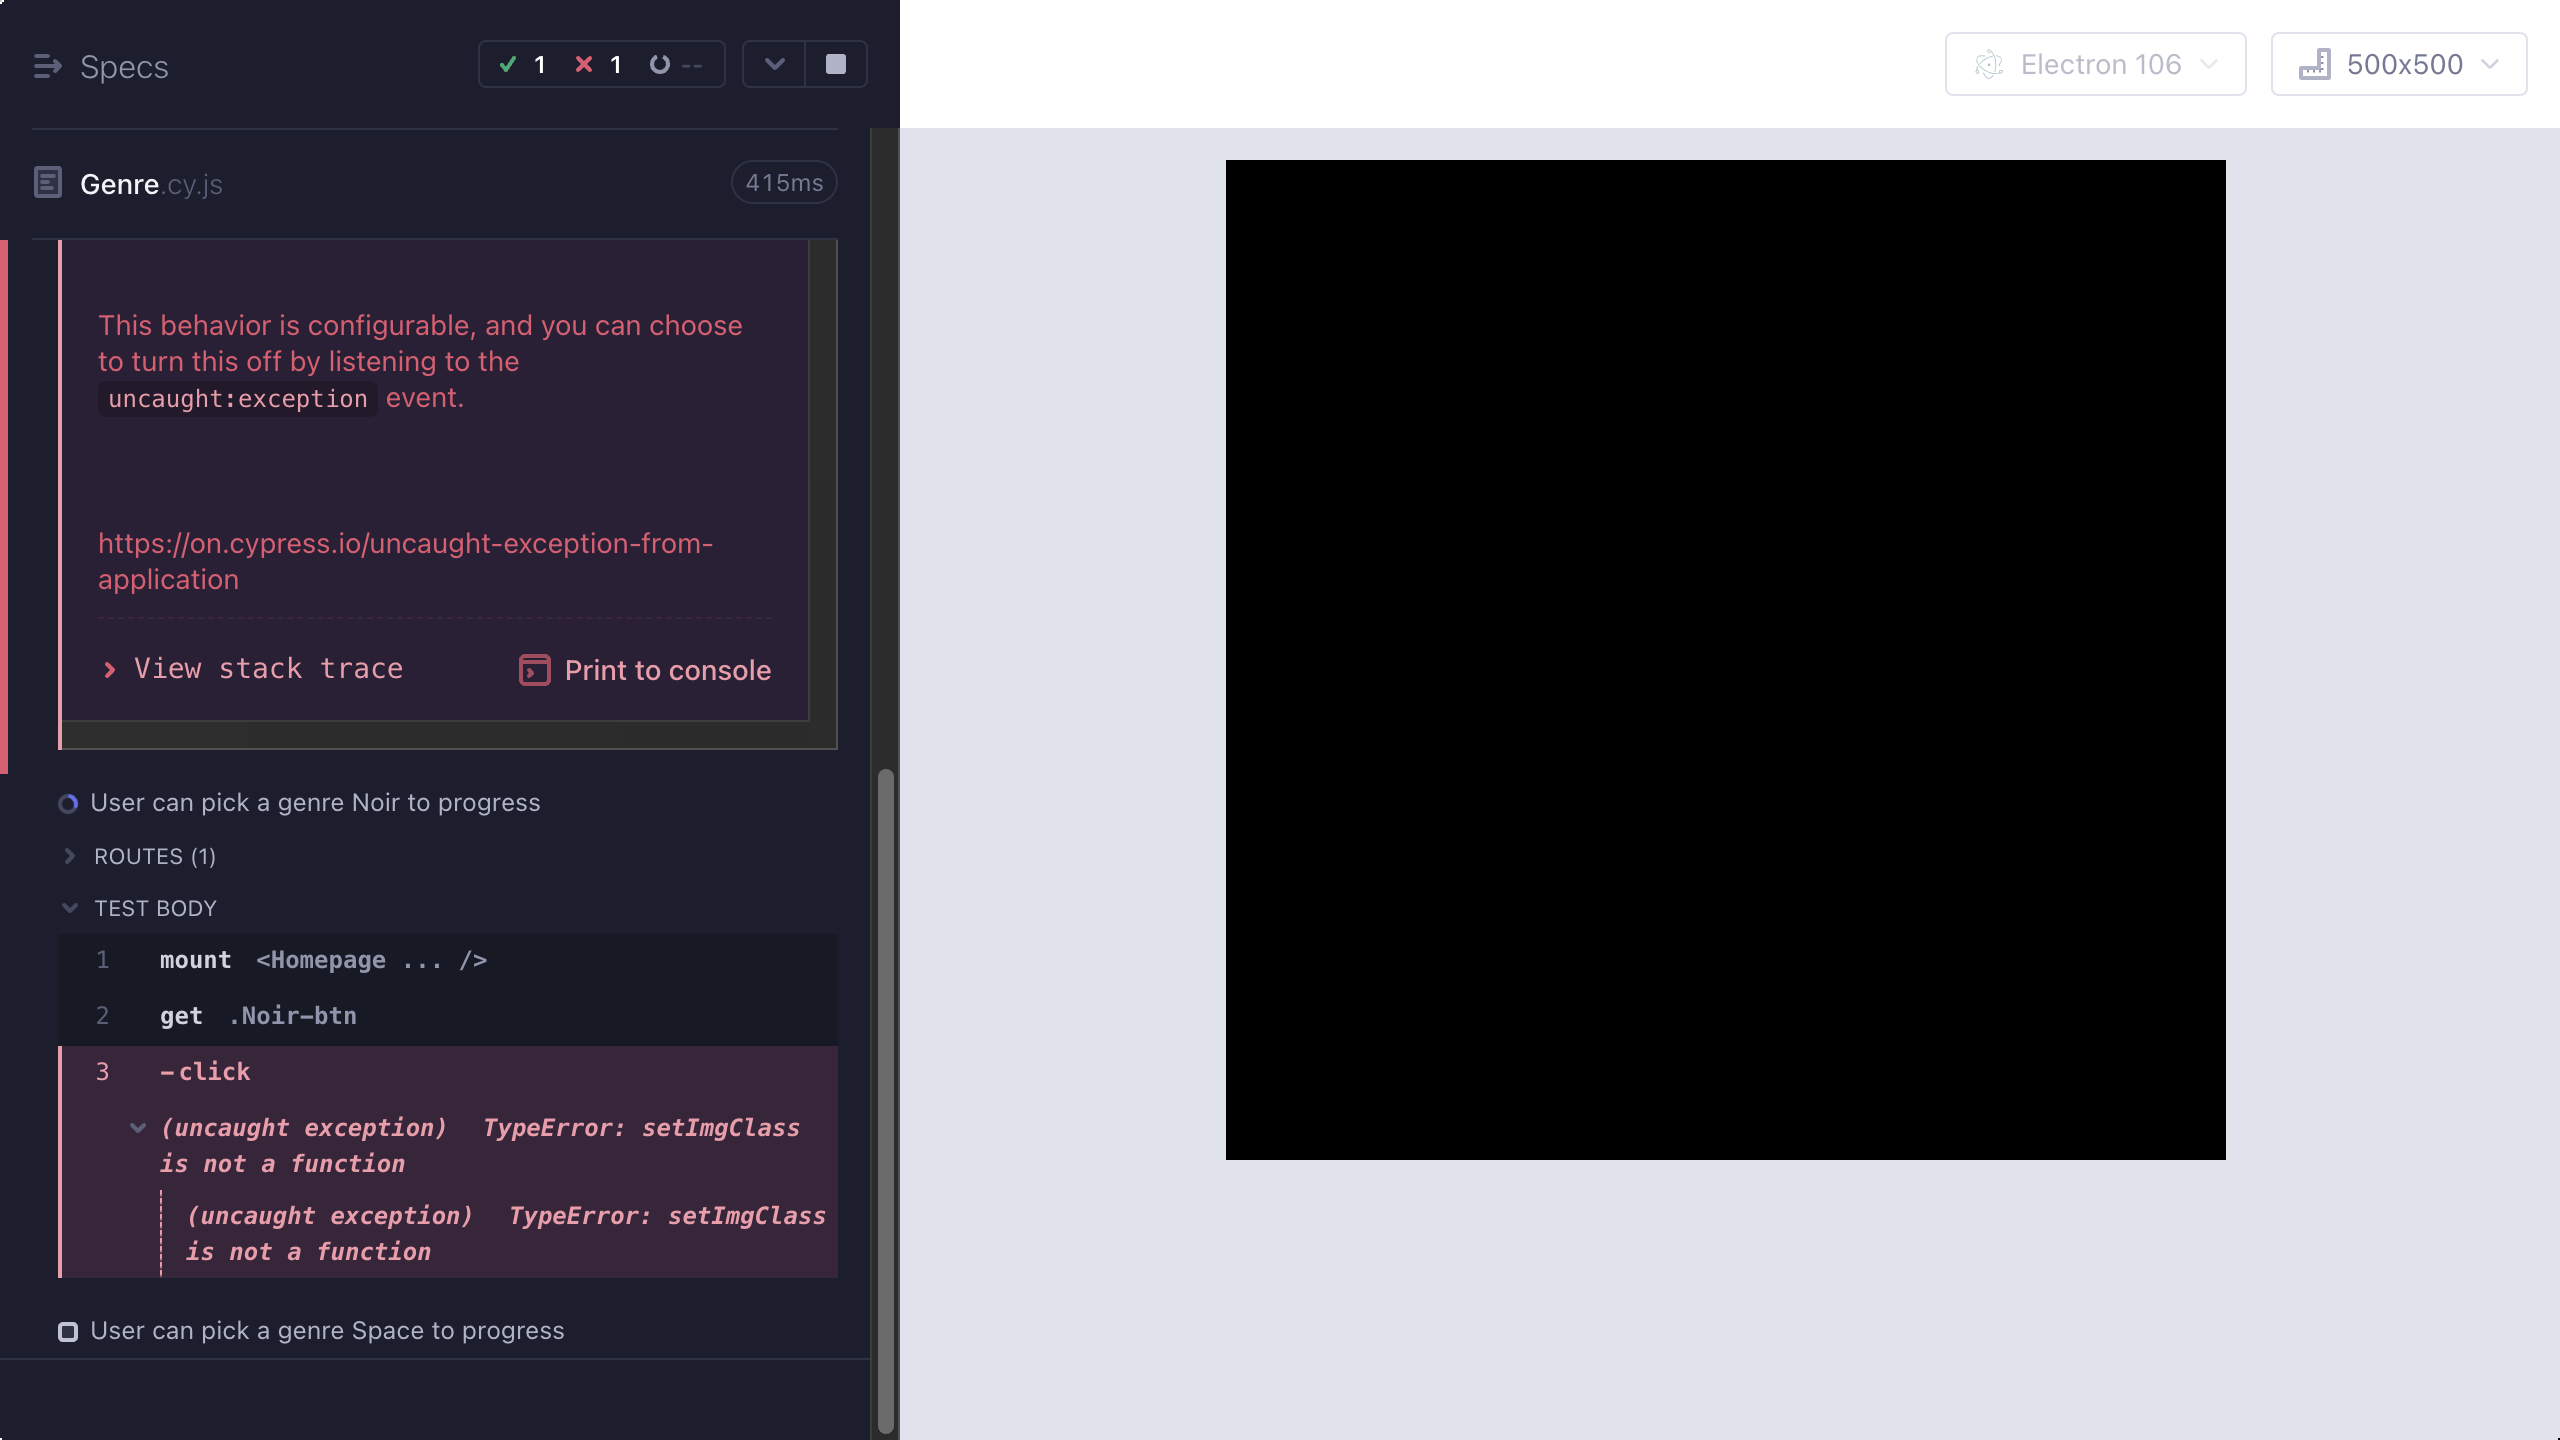 Specs
1 1 --
Electron 106
500x500
Genre.cy.js
415ms
This behavior is configurable, and you can choose
to turn this off by listening to the
uncaught:exception event.
https://on.cypress.io/uncaught-exception-from-
application
View stack trace
Print to console
User can pick a genre Noir to progress
ROUTES (1)
TEST BODY
1 mount <Homepage ... />
2 get .Noir-btn
3 -click
(uncaught exception) TypeError: setImgClass
is not a function
(uncaught exception) TypeError: setImgClass
is not a function
User can pick a genre Space to progress